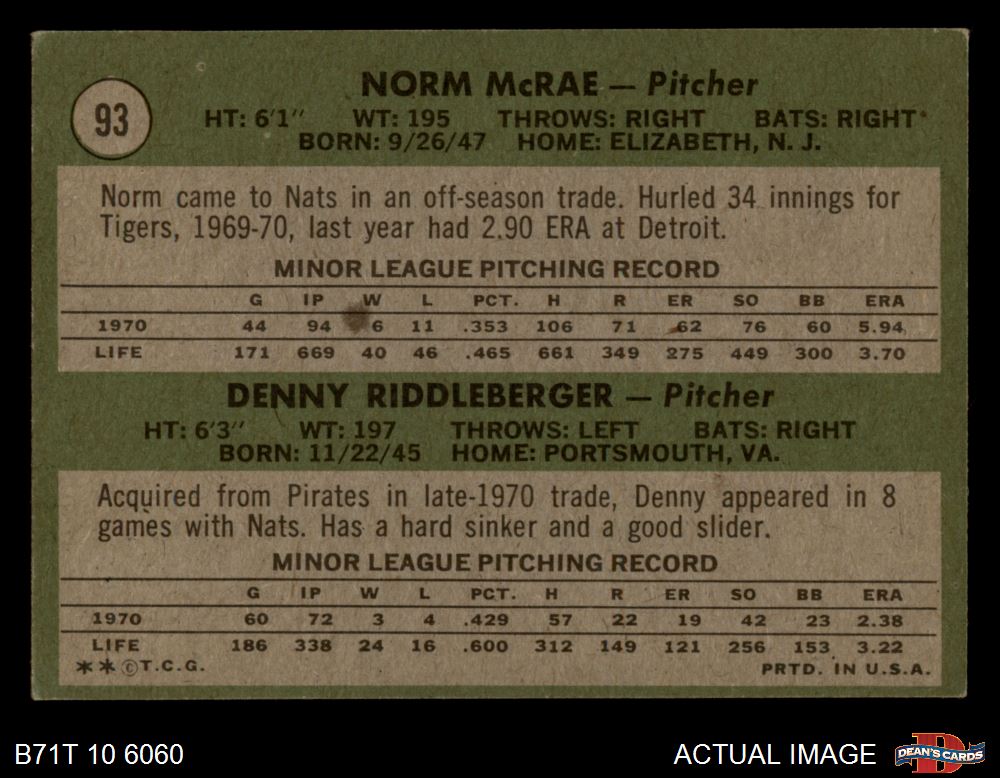 93
NORM McRAE — Pitcher
HT: 6'1" WT: 195 THROWS: RIGHT BATS: RIGHT
BORN: 9/26/47 HOME: ELIZABETH, N. J.
Norm came to Nats in an off-season trade. Hurled 34 innings for
Tigers, 1969-70, last year had 2.90 ERA at Detroit.
MINOR LEAGUE PITCHING RECORD
G IP W L PCT. H R ER SO BB ERA
1970 44 94 6 11 .353 106 71 62 76 60 5.94
LIFE 171 669 40 46 .465 661 349 275 449 300 3.70
DENNY RIDDLEBERGER — Pitcher
HT: 6'3" WT: 197 THROWS: LEFT BATS: RIGHT
BORN: 11/22/45 HOME: PORTSMOUTH, VA.
Acquired from Pirates in late-1970 trade, Denny appeared in 8
games with Nats. Has a hard sinker and a good slider.
MINOR LEAGUE PITCHING RECORD
G IP W L PCT. H R ER SO BB ERA
1970 60 72 3 4 .429 57 22 19 42 23 2.38
LIFE 186 338 24 16 .600 312 149 121 256 153 3.22
**©T.C.G. PRTD. IN U.S.A.
B71T 10 6060 ACTUAL IMAGE D DEAN'S CARDS